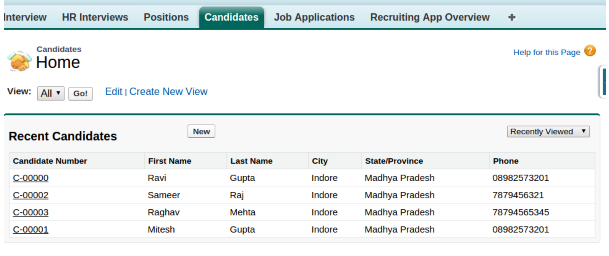 Interview HR Interviews Positions Candidates Job Applications Recruiting App Overview +
Candidates
Home
Help for this Page ?
View: All Go! Edit | Create New View
Recent Candidates New Recently Viewed
Candidate Number First Name Last Name City State/Province Phone
C-00000 Ravi Gupta Indore Madhya Pradesh 08982573201
C-00002 Sameer Raj Indore Madhya Pradesh 7879456321
C-00003 Raghav Mehta Indore Madhya Pradesh 78794565345
C-00001 Mitesh Gupta Indore Madhya Pradesh 08982573201